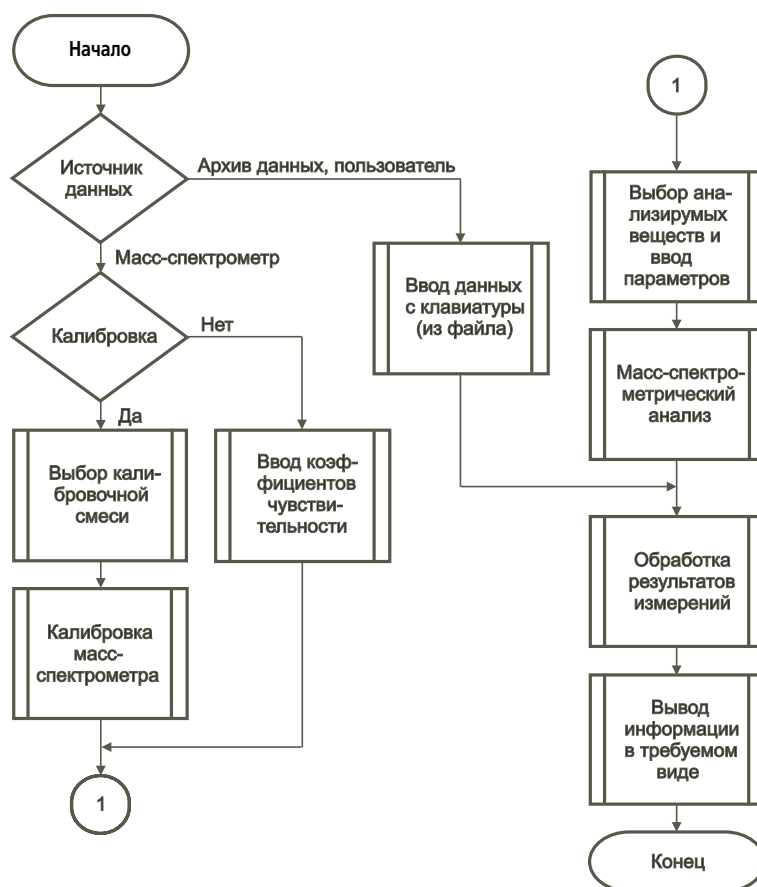 Начало
Источник
данных
Архив данных, пользователь
Масс-спектрометр
Калибровка
Нет
Да
Выбор кали-
бровочной
смеси
Ввод коэф-
фициентов
чувстви-
тельности
Калибровка
масс-
спектрометра
1
Ввод данных
с клавиатуры
(из файла)
1
Выбор ана-
лизирумых
веществ и
ввод
параметров
Масс-спектро-
метрический
анализ
Обработка
результатов
измерений
Вывод
информации
в требуемом
виде
Конец